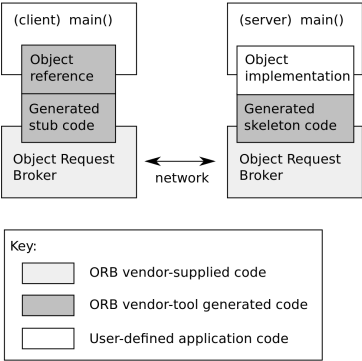 (client) main()
Object
reference
Generated
stub code
Object Request
Broker
network
(server) main()
Object
implementation
Generated
skeleton code
Object Request
Broker
Key:
ORB vendor-supplied code
ORB vendor-tool generated code
User-defined application code